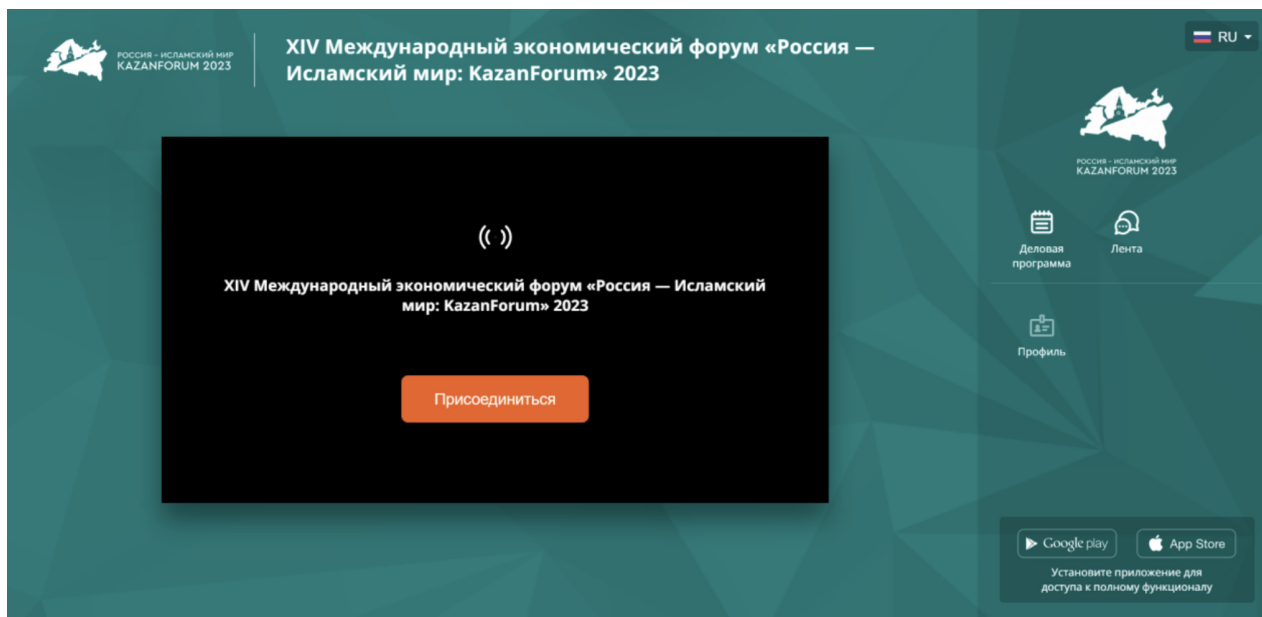 РОССИЯ - ИСЛАМСКИЙ МИР
KAZANFORUM 2023
XIV Международный экономический форум «Россия —
Исламский мир: KazanForum» 2023
XIV Международный экономический форум «Россия — Исламский
мир: KazanForum» 2023
Присоединиться
RU
РОССИЯ - ИСЛАМСКИЙ МИР
KAZANFORUM 2023
Деловая
программа
Лента
Профиль
Google play
App Store
Установите приложение для
доступа к полному функционалу